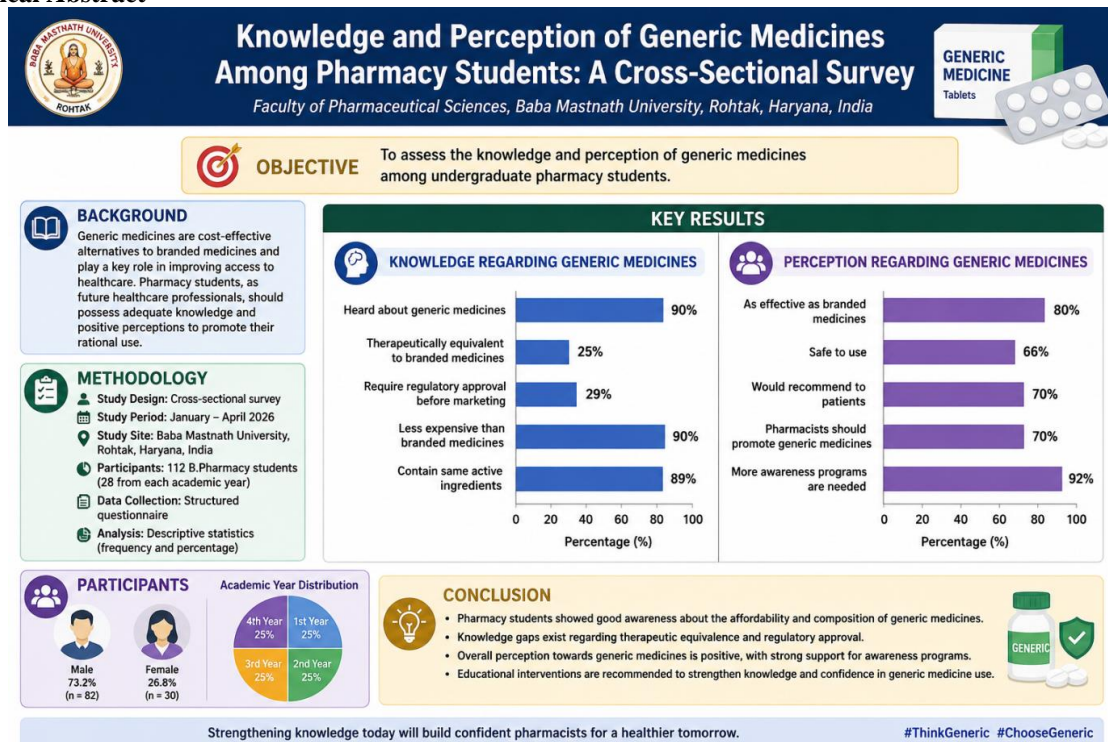 ical Abstract
BABA MASTNATH UNIVERSITY
ROHTAK
Knowledge and Perception of Generic Medicines
Among Pharmacy Students: A Cross-Sectional Survey
Faculty of Pharmaceutical Sciences, Baba Mastnath University, Rohtak, Haryana, India
GENERIC
MEDICINE
Tablets
OBJECTIVE
To assess the knowledge and perception of generic medicines
among undergraduate pharmacy students.
BACKGROUND
Generic medicines are cost-effective
alternatives to branded medicines and
play a key role in improving access to
healthcare. Pharmacy students, as
future healthcare professionals, should
possess adequate knowledge and
positive perceptions to promote their
rational use.
METHODOLOGY
Study Design: Cross-sectional survey
Study Period: January – April 2026
Study Site: Baba Mastnath University,
Rohtak, Haryana, India
Participants: 112 B.Pharmacy students
(28 from each academic year)
Data Collection: Structured
questionnaire
Analysis: Descriptive statistics
(frequency and percentage)
KEY RESULTS
KNOWLEDGE REGARDING GENERIC MEDICINES
Heard about generic medicines
90%
Therapeutically equivalent
to branded medicines
25%
Require regulatory approval
before marketing
29%
Less expensive than
branded medicines
90%
Contain same active
ingredients
89%
0 20 40 60 80 100
Percentage (%)
PERCEPTION REGARDING GENERIC MEDICINES
As effective as branded
medicines
80%
Safe to use
66%
Would recommend to
patients
70%
Pharmacists should
promote generic medicines
70%
More awareness programs
are needed
92%
0 20 40 60 80 100
Percentage (%)
PARTICIPANTS
Male
73.2%
(n = 82)
Female
26.8%
(n = 30)
Academic Year Distribution
4th Year
25%
1st Year
25%
3rd Year
25%
2nd Year
25%
CONCLUSION
• Pharmacy students showed good awareness about the affordability and composition of generic medicines.
• Knowledge gaps exist regarding therapeutic equivalence and regulatory approval.
• Overall perception towards generic medicines is positive, with strong support for awareness programs.
• Educational interventions are recommended to strengthen knowledge and confidence in generic medicine use.
GENERIC
Strengthening knowledge today will build confident pharmacists for a healthier tomorrow.
#ThinkGeneric #ChooseGeneric